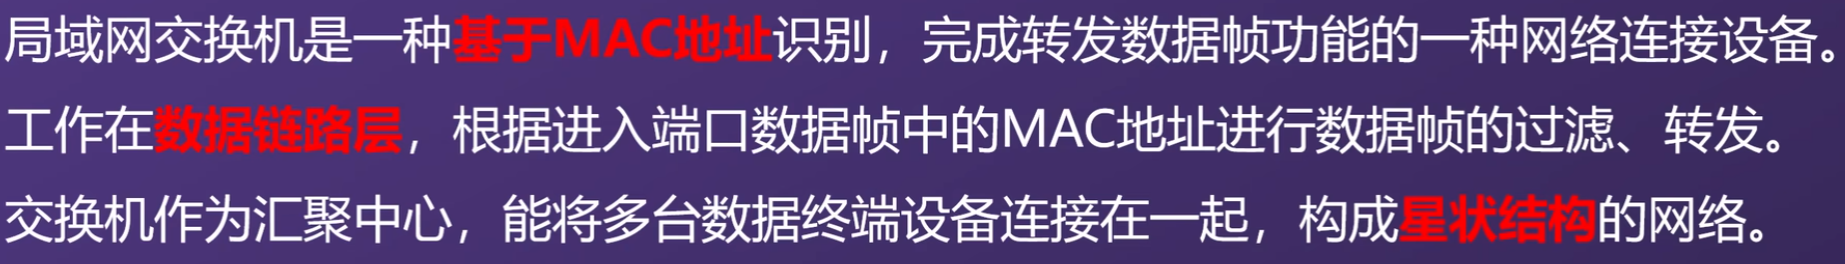 局域网交换机是一种基于MAC地址识别，完成转发数据帧功能的一种网络连接设备。
工作在数据链路层，根据进入端口数据帧中的MAC地址进行数据帧的过滤、转发。
交换机作为汇聚中心，能将多台数据终端设备连接在一起，构成星状结构的网络。